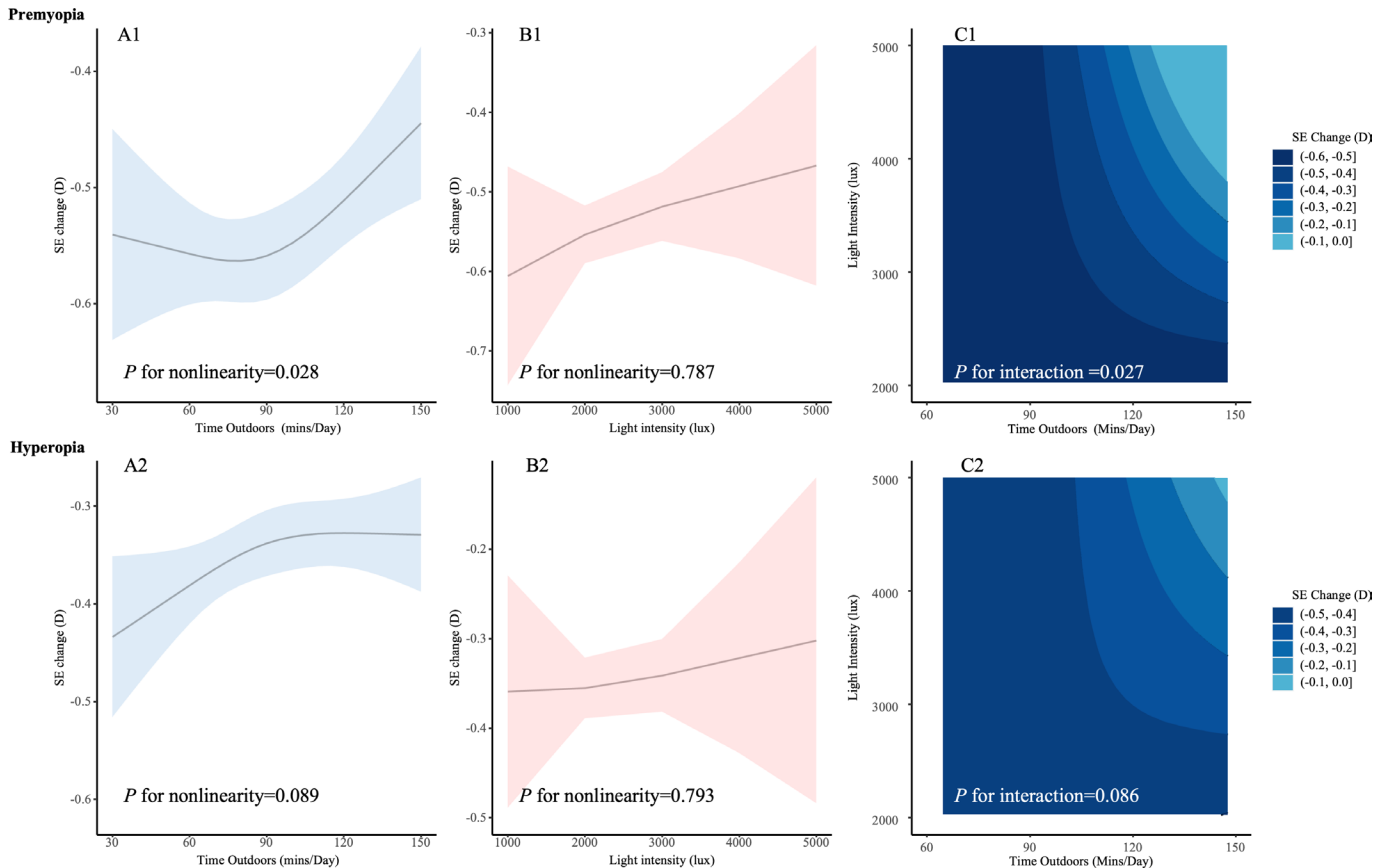 Premyopia
A1
-0.4
-0.5
-0.6
SE change (D)
P for nonlinearity=0.028
30
60
90
120
150
Time Outdoors (mins/Day)
B1
-0.3
-0.4
-0.5
-0.6
-0.7
SE change (D)
P for nonlinearity=0.787
1000
2000
3000
4000
5000
Light intensity (lux)
C1
5000
4000
3000
2000
Light Intensity (lux)
P for interaction =0.027
60
90
120
150
Time Outdoors (Mins/Day)
SE Change (D)
(-0.6, -0.5]
(-0.5, -0.4]
(-0.4, -0.3]
(-0.3, -0.2]
(-0.2, -0.1]
(-0.1, 0.0]
Hyperopia
A2
-0.3
-0.4
-0.5
-0.6
SE change (D)
P for nonlinearity=0.089
30
60
90
120
150
Time Outdoors (mins/Day)
B2
-0.2
-0.3
-0.4
-0.5
SE change (D)
P for nonlinearity=0.793
1000
2000
3000
4000
5000
Light intensity (lux)
C2
5000
4000
3000
2000
Light Intensity (lux)
P for interaction=0.086
60
90
120
150
Time Outdoors (Mins/Day)
SE Change (D)
(-0.5, -0.4]
(-0.4, -0.3]
(-0.3, -0.2]
(-0.2, -0.1]
(-0.1, 0.0]